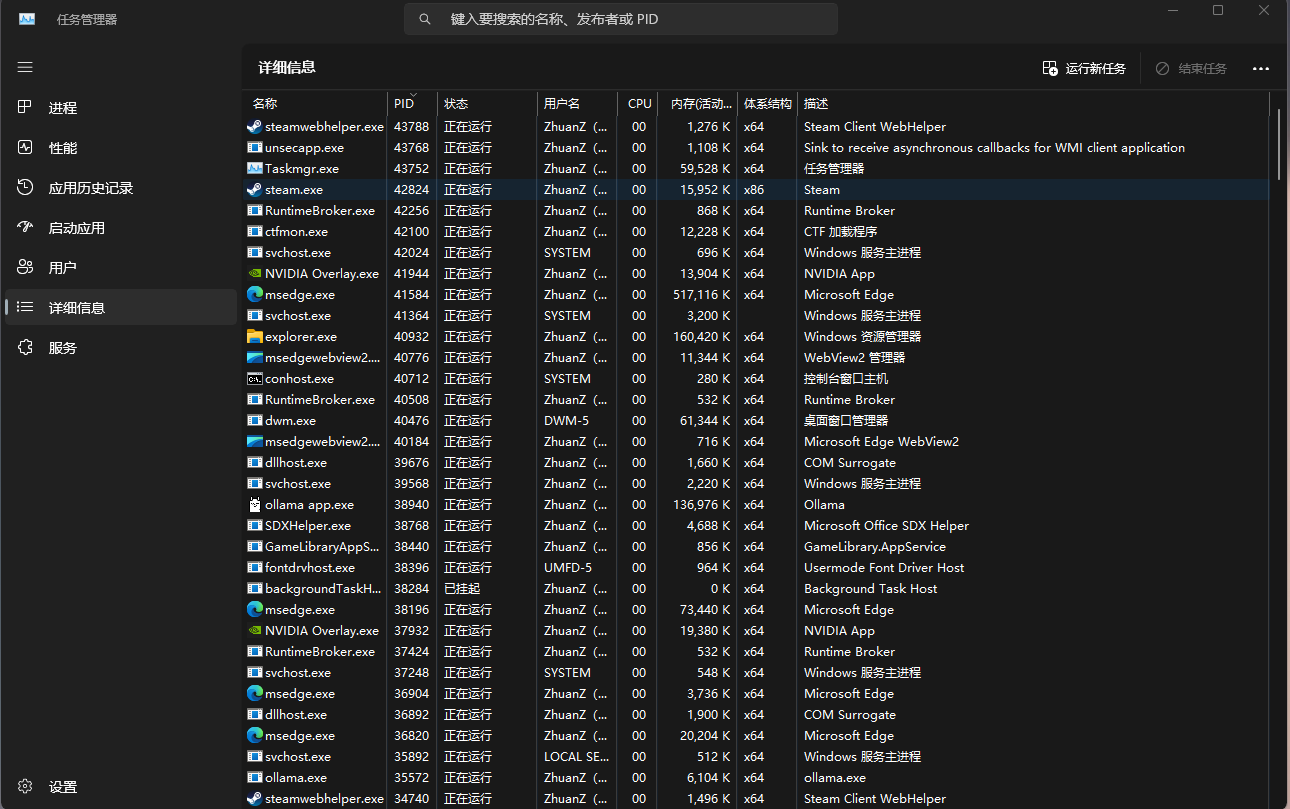 任务管理器
键入要搜索的名称、发布者或 PID
详细信息
运行新任务
结束任务
进程
性能
应用历史记录
启动应用
用户
详细信息
服务
设置
名称 PID 状态 用户名 CPU 内存(活动... 体系结构 描述
steamwebhelper.exe 43788 正在运行 ZhuanZ (... 00 1,276 K x64 Steam Client WebHelper
unsecapp.exe 43768 正在运行 ZhuanZ (... 00 1,108 K x64 Sink to receive asynchronous callbacks for WMI client application
Taskmgr.exe 43752 正在运行 ZhuanZ (... 00 59,528 K x64 任务管理器
steam.exe 42824 正在运行 ZhuanZ (... 00 15,952 K x86 Steam
RuntimeBroker.exe 42256 正在运行 ZhuanZ (... 00 868 K x64 Runtime Broker
ctfmon.exe 42100 正在运行 ZhuanZ (... 00 12,228 K x64 CTF 加载程序
svchost.exe 42024 正在运行 SYSTEM 00 696 K x64 Windows 服务主进程
NVIDIA Overlay.exe 41944 正在运行 ZhuanZ (... 00 13,904 K x64 NVIDIA App
msedge.exe 41584 正在运行 ZhuanZ (... 00 517,116 K x64 Microsoft Edge
svchost.exe 41364 正在运行 SYSTEM 00 3,200 K Windows 服务主进程
explorer.exe 40932 正在运行 ZhuanZ (... 00 160,420 K x64 Windows 资源管理器
msedgewebview2.... 40776 正在运行 ZhuanZ (... 00 11,344 K x64 WebView2 管理器
conhost.exe 40712 正在运行 SYSTEM 00 280 K x64 控制台窗口主机
RuntimeBroker.exe 40508 正在运行 ZhuanZ (... 00 532 K x64 Runtime Broker
dwm.exe 40476 正在运行 DWM-5 00 61,344 K x64 桌面窗口管理器
msedgewebview2.... 40184 正在运行 ZhuanZ (... 00 716 K x64 Microsoft Edge WebView2
dllhost.exe 39676 正在运行 ZhuanZ (... 00 1,660 K x64 COM Surrogate
svchost.exe 39568 正在运行 ZhuanZ (... 00 2,220 K x64 Windows 服务主进程
ollama app.exe 38940 正在运行 ZhuanZ (... 00 136,976 K x64 Ollama
SDXHelper.exe 38768 正在运行 ZhuanZ (... 00 4,688 K x64 Microsoft Office SDX Helper
GameLibraryAppS... 38440 正在运行 ZhuanZ (... 00 856 K x64 GameLibrary.AppService
fontdrvhost.exe 38396 正在运行 UMFD-5 00 964 K x64 Usermode Font Driver Host
backgroundTaskH... 38284 已挂起 ZhuanZ (... 00 0 K x64 Background Task Host
msedge.exe 38196 正在运行 ZhuanZ (... 00 73,440 K x64 Microsoft Edge
NVIDIA Overlay.exe 37932 正在运行 ZhuanZ (... 00 19,380 K x64 NVIDIA App
RuntimeBroker.exe 37424 正在运行 ZhuanZ (... 00 532 K x64 Runtime Broker
svchost.exe 37248 正在运行 SYSTEM 00 548 K x64 Windows 服务主进程
msedge.exe 36904 正在运行 ZhuanZ (... 00 3,736 K x64 Microsoft Edge
dllhost.exe 36892 正在运行 ZhuanZ (... 00 1,900 K x64 COM Surrogate
msedge.exe 36820 正在运行 ZhuanZ (... 00 20,204 K x64 Microsoft Edge
svchost.exe 35892 正在运行 LOCAL SE... 00 512 K x64 Windows 服务主进程
ollama.exe 35572 正在运行 ZhuanZ (... 00 6,104 K x64 ollama.exe
steamwebhelper.exe 34740 正在运行 ZhuanZ (... 00 1,496 K x64 Steam Client WebHelper